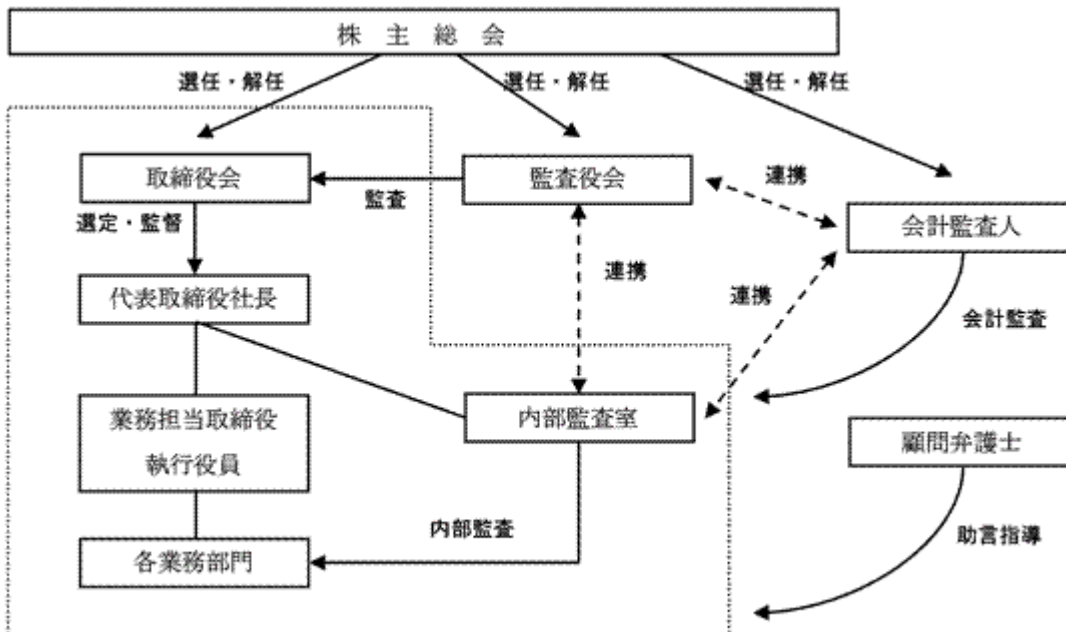 株主総会
選任・解任
選任・解任
選任・解任
取締役会
監査
監査役会
連携
会計監査人
選定・監督
代表取締役社長
連携
連携
会計監査
業務担当取締役
執行役員
内部監査室
顧問弁護士
内部監査
各業務部門
助言指導